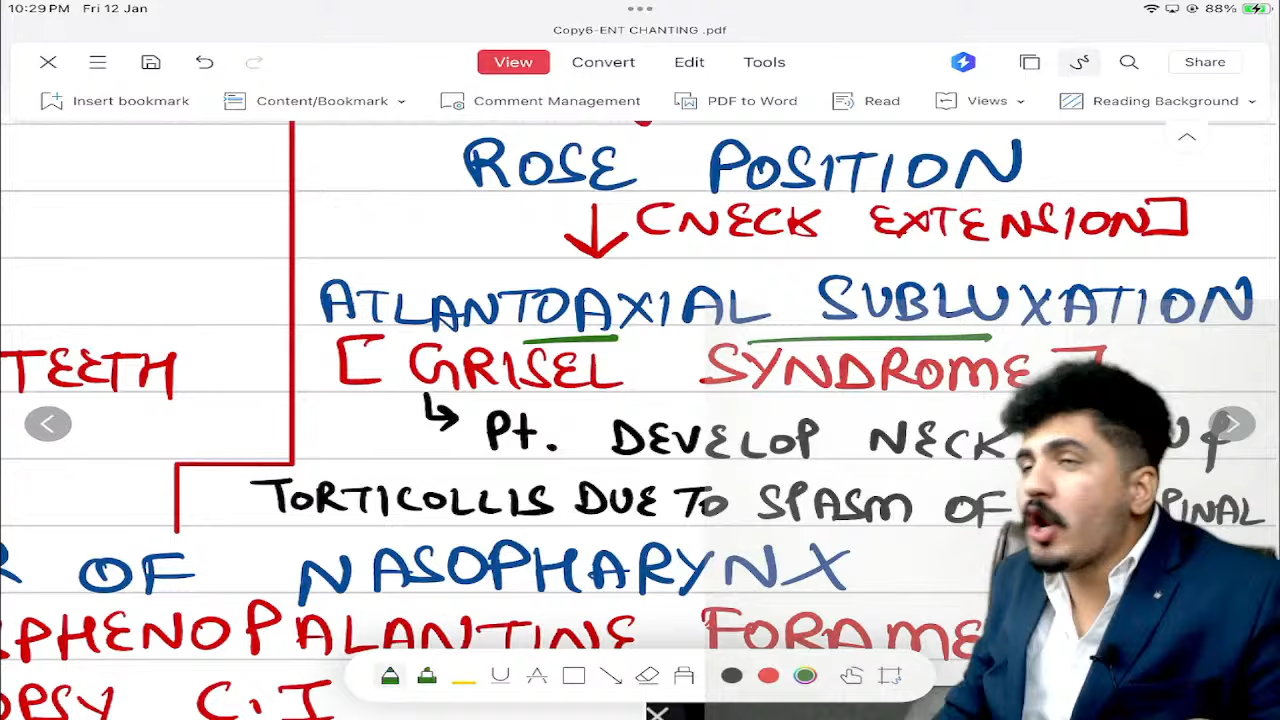 10:29 PM Fri 12 Jan
88%
Copy6-ENT CHANTING .pdf
View Convert Edit Tools Share
Insert bookmark Content/Bookmark Comment Management PDF to Word Read Views Reading Background
ROSE POSITION
[NECK EXTENSION]
ATLANTOAXIAL SUBLUXATION
TEETH [GRISEL SYNDROME]
Pt. DEVELOP NECK
TORTICOLLIS DUE TO SPASM OF
OF NASOPHARYNX
PHENOPALANTINE FORAME
OPSY C.I